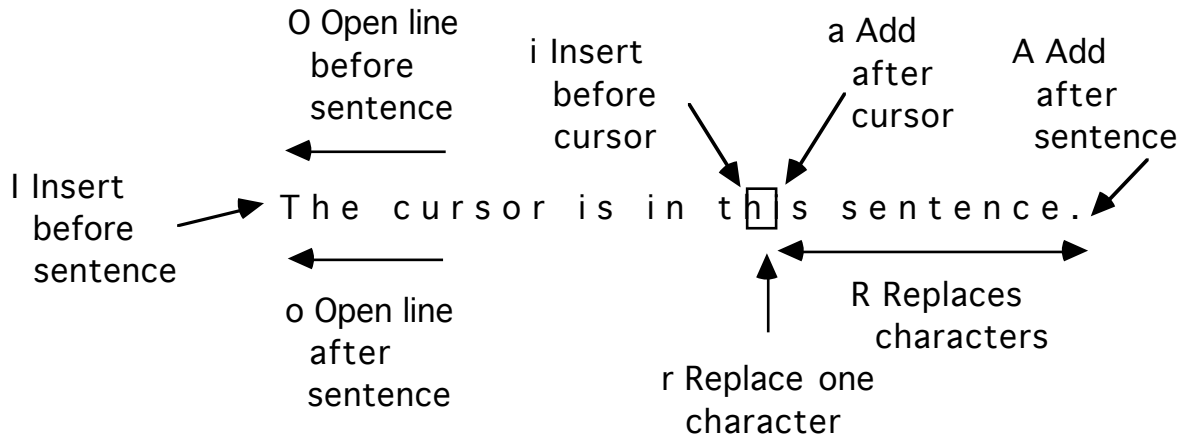 O Open line
before
sentence
i Insert
before
cursor
a Add
after
cursor
A Add
after
sentence
I Insert
before
sentence
The cursor is in this sentence.
o Open line
after
sentence
r Replace one
character
R Replaces
characters